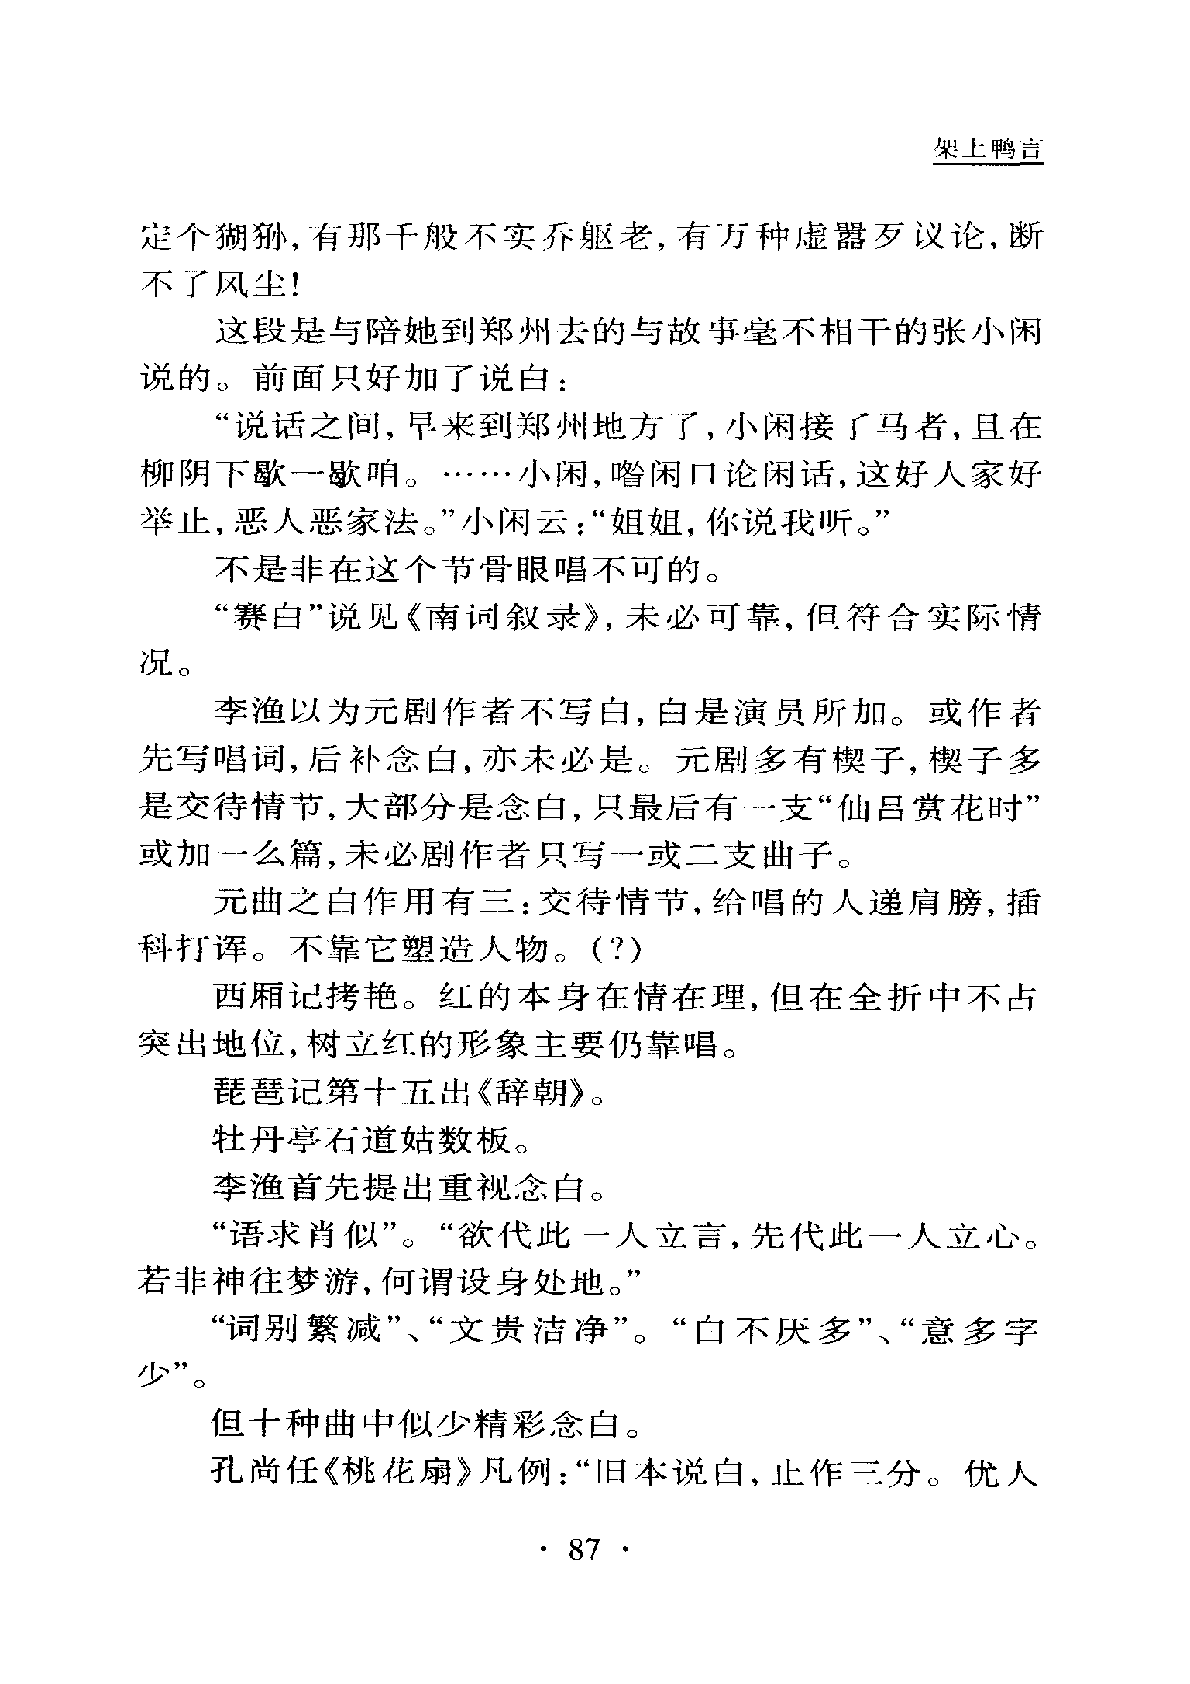 架上鸭言
定个猢狲,有那千般不实乔躯老,有万种虚嚣歹议论,断
不了风尘!
这段是与陪她到郑州去的与故事毫不相干的张小闲
说的。前面只好加了说白:
“说话之间,早来到郑州地方了,小闲接了马者,且在
柳阴下歇一歇咱。……小闲,噜闲口论闲话,这好人家好
举止,恶人恶家法。”小闲云:“姐姐,你说我听。”
不是非在这个节骨眼唱不可的。
“赛白”说见《南词叙录》,未必可靠,但符合实际情
况。
李渔以为元剧作者不写白,白是演员所加。或作者
先写唱词,后补念白,亦未必是。元剧多有楔子,楔子多
是交待情节,大部分是念白,只最后有一支“仙吕赏花时”
或加一么篇,未必剧作者只写一或二支曲子。
元曲之白作用有三:交待情节,给唱的人递肩膀,插
科打诨。不靠它塑造人物。(?)
西厢记拷艳。红的本身在情在理,但在全折中不占
突出地位,树立红的形象主要仍靠唱。
琵琶记第十五出《辞朝》。
牡丹亭石道姑数板。
李渔首先提出重视念白。
“语求肖似”。“欲代此一人立言,先代此一人立心。
若非神往梦游,何谓设身处地。”
“词别繁减”、“文贵洁净”。“白不厌多”、“意多字
少”。
但十种曲中似少精彩念白。
孔尚任《桃花扇》凡例:“旧本说白,止作三分。优人
· 87 ·